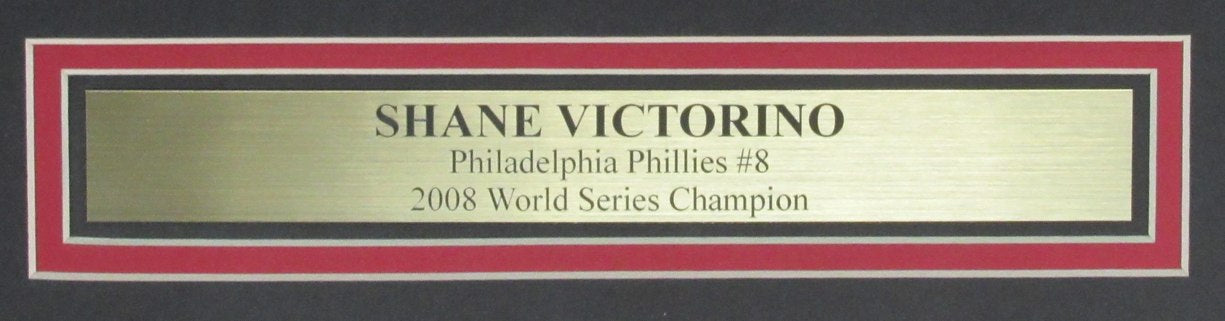 SHANE VICTORINO
Philadelphia Phillies #8
2008 World Series Champion